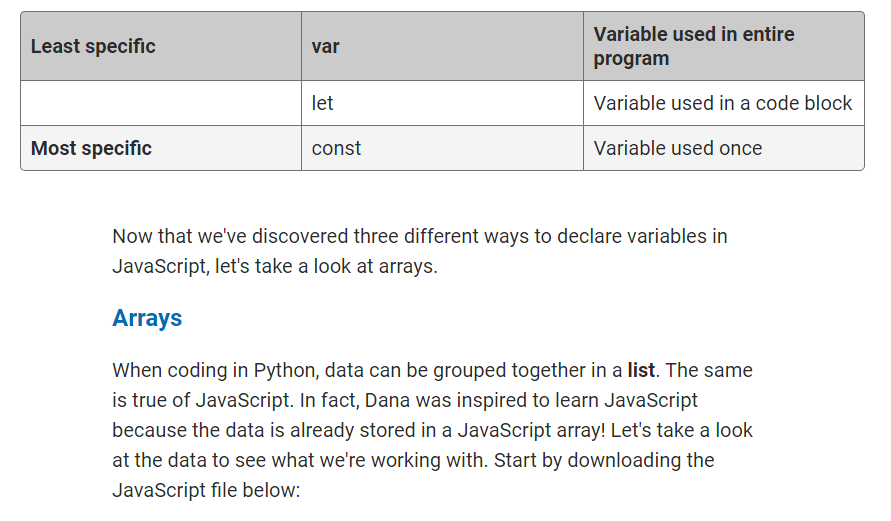 Least specific
var
Variable used in entire
program
let
Variable used in a code block
Most specific
const
Variable used once
Now that we've discovered three different ways to declare variables in
JavaScript, let's take a look at arrays.
Arrays
When coding in Python, data can be grouped together in a list. The same
is true of JavaScript. In fact, Dana was inspired to learn JavaScript
because the data is already stored in a JavaScript array! Let's take a look
at the data to see what we're working with. Start by downloading the
JavaScript file below: